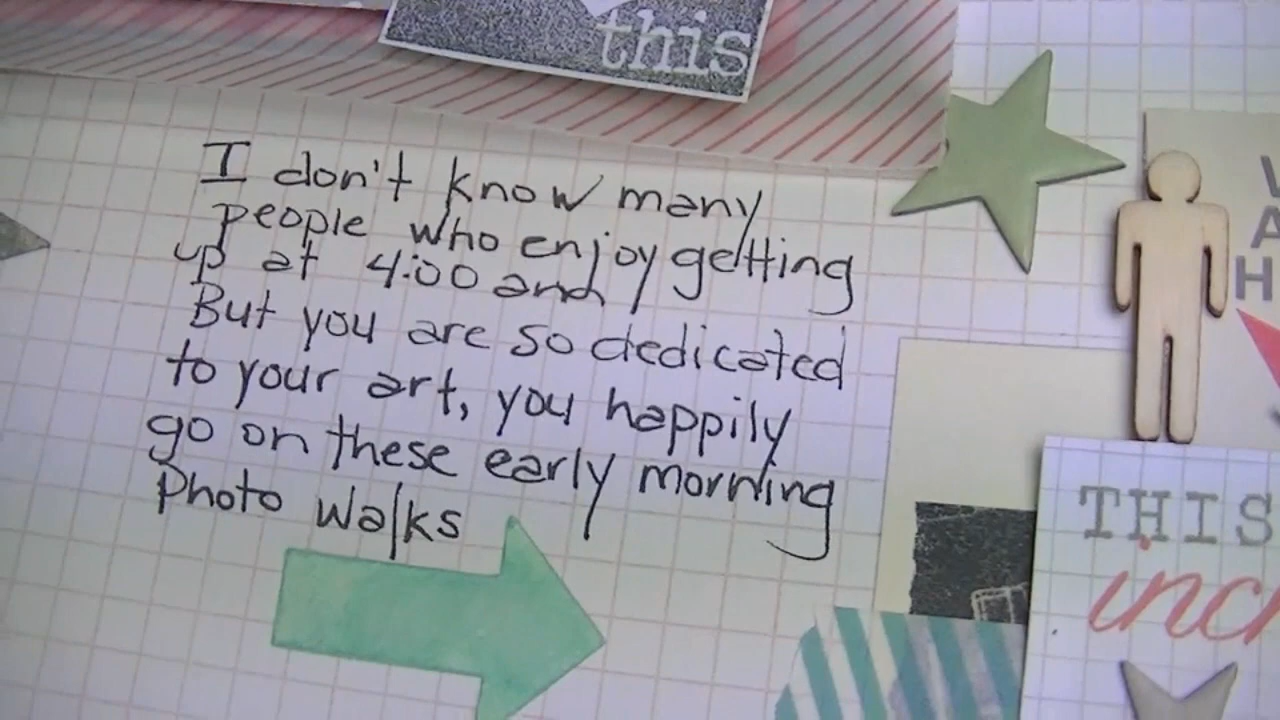 this
I don't know many
people who enjoy getting
up at 4:00 and
But you are so dedicated
to your art, you happily
go on these early morning
Photo walks
A
H
THIS